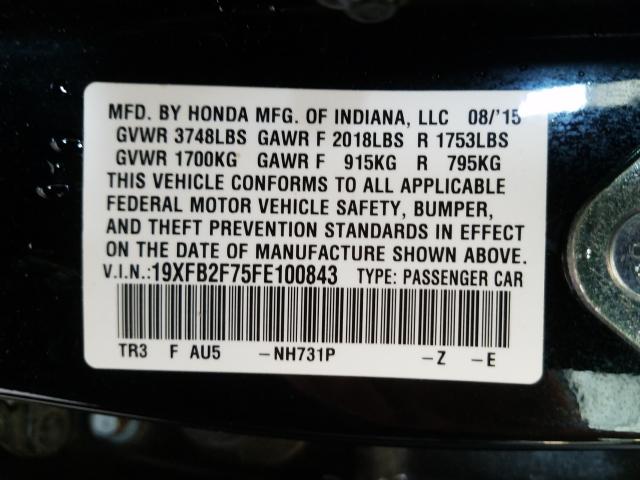 MFD. BY HONDA MFG. OF INDIANA, LLC 08/'15
GVWR 3748LBS GAWR F 2018LBS R 1753LBS
GVWR 1700KG GAWR F 915KG R 795KG
THIS VEHICLE CONFORMS TO ALL APPLICABLE
FEDERAL MOTOR VEHICLE SAFETY, BUMPER,
AND THEFT PREVENTION STANDARDS IN EFFECT
ON THE DATE OF MANUFACTURE SHOWN ABOVE.
V.I.N.:19XFB2F75FE100843 TYPE: PASSENGER CAR
TR3 F AU5 –NH731P –Z –E